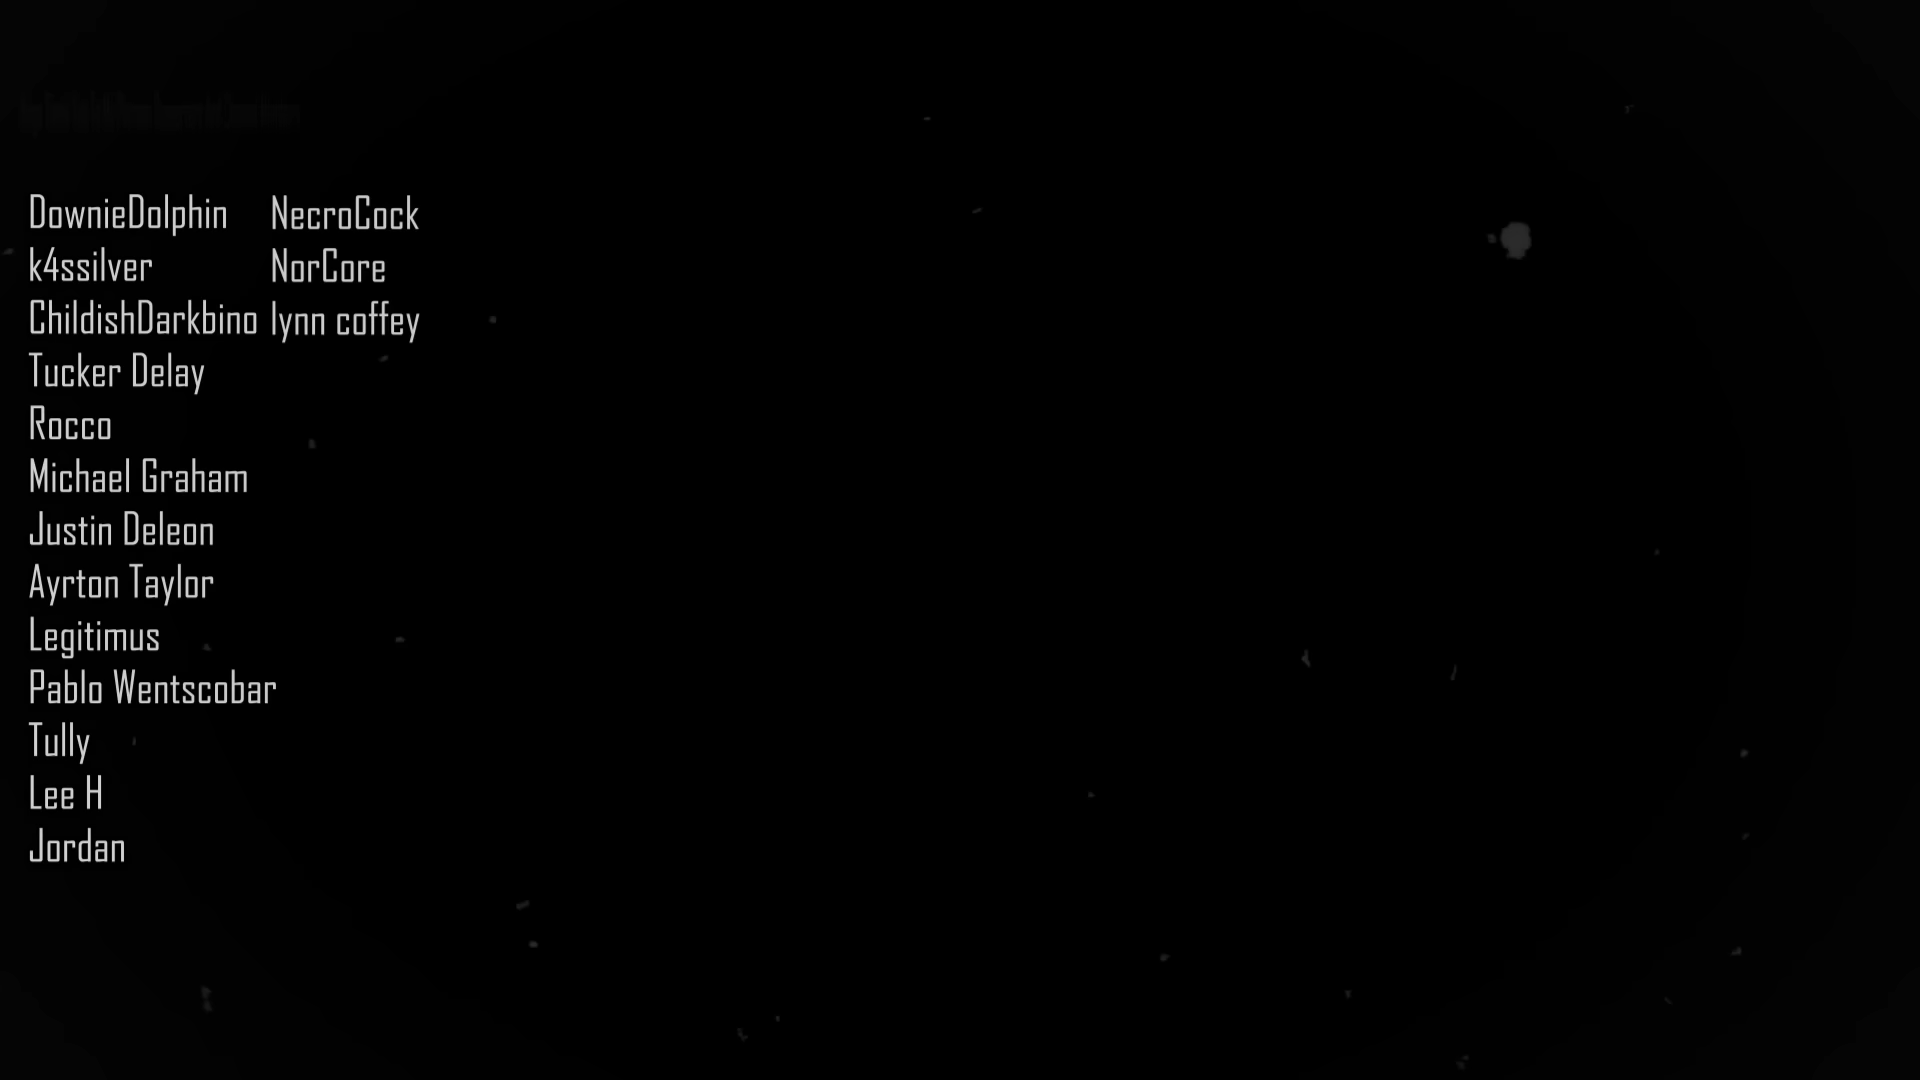 DownieDolphin
k4ssilver
ChildishDarkbino
Tucker Delay
Rocco
Michael Graham
Justin Deleon
Ayrton Taylor
Legitimus
Pablo Wentscobar
Tully
Lee H
Jordan
NecroCock
NorCore
lynn coffey